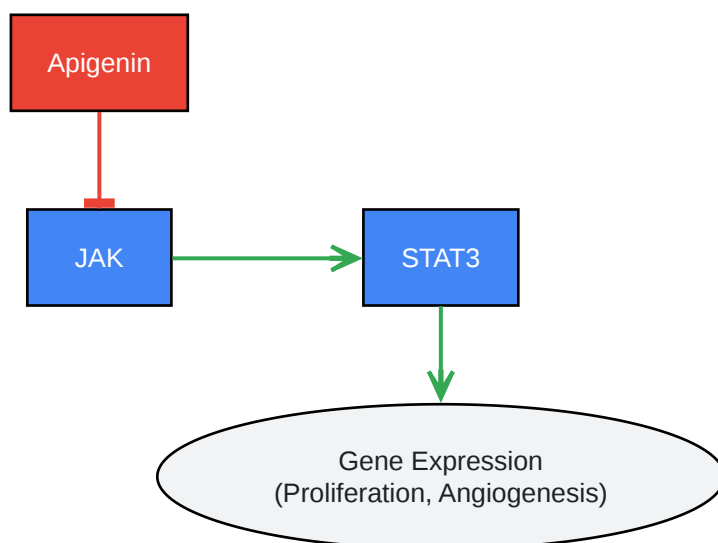 Apigenin
JAK
STAT3
Gene Expression
(Proliferation, Angiogenesis)